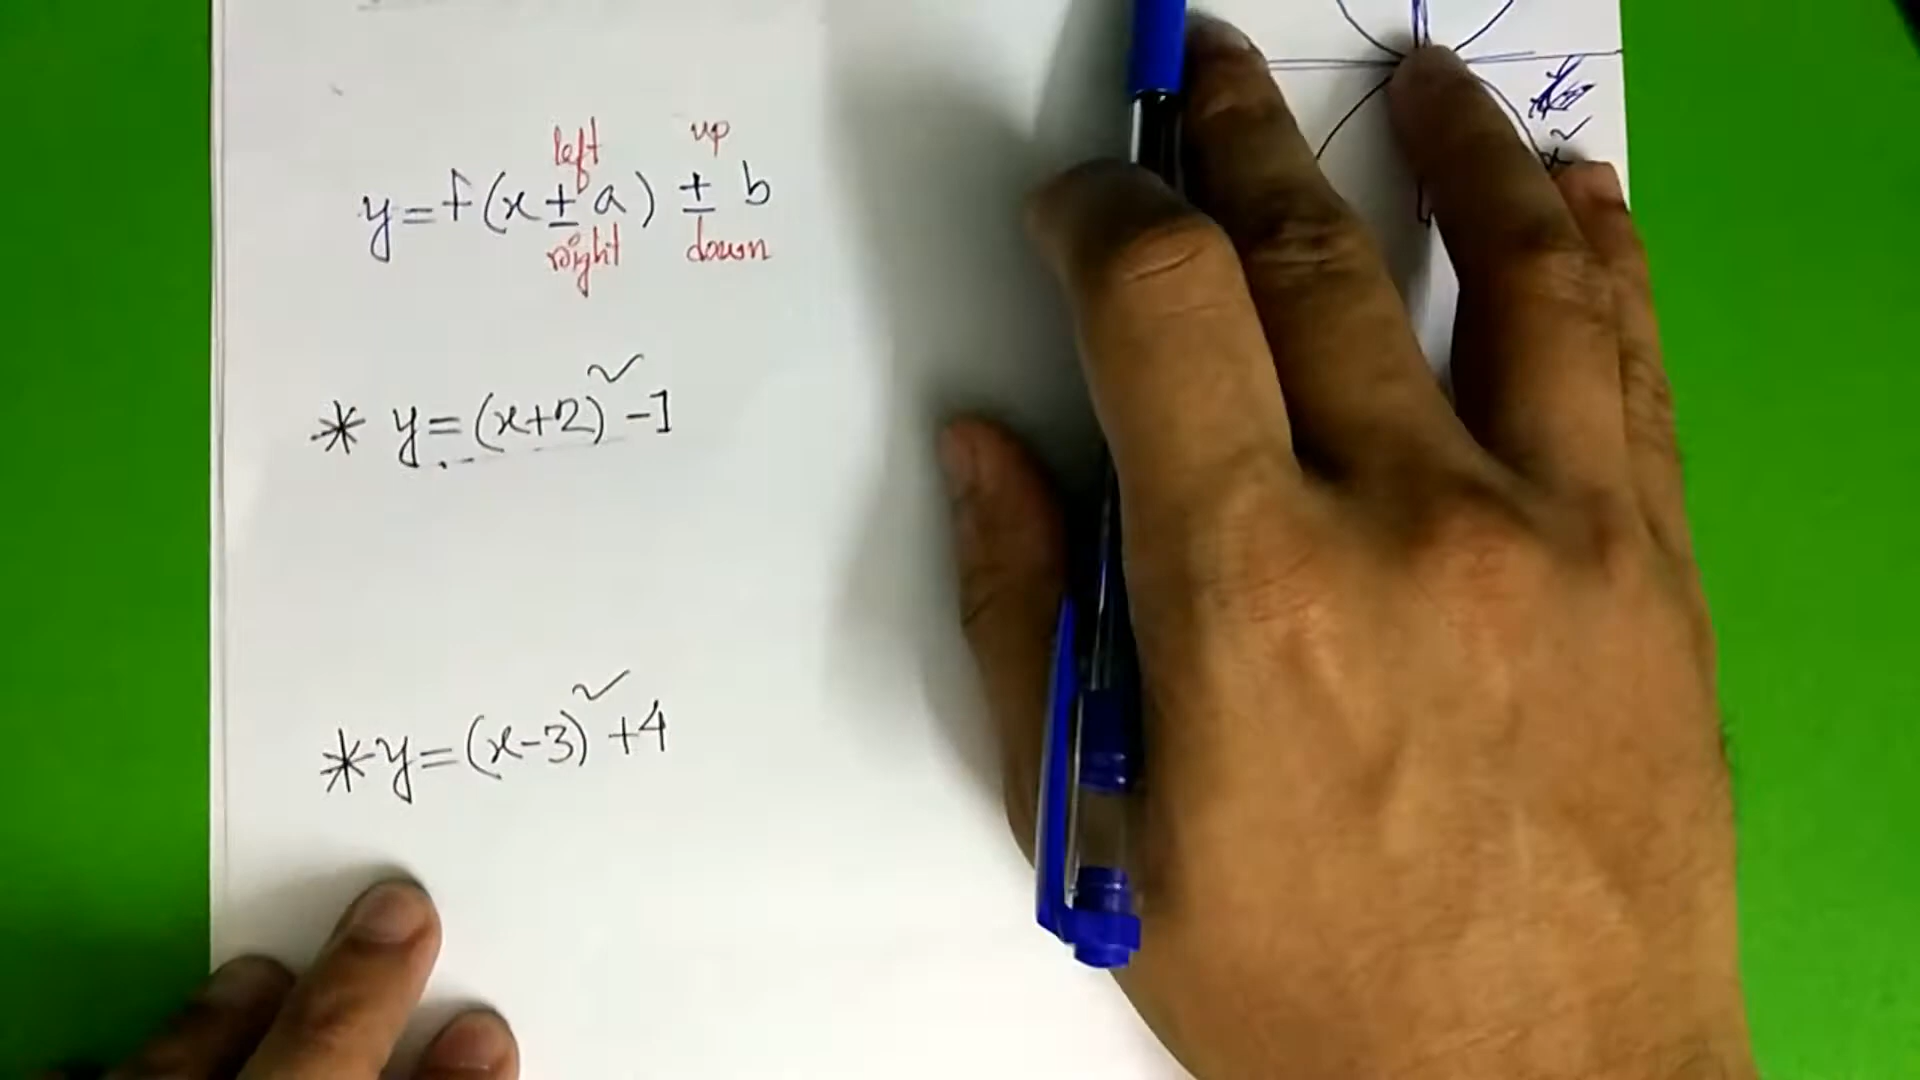 left up
y=f(x±a) ± b
right down
* y=(x+2)² -1
* y=(x-3)² +4